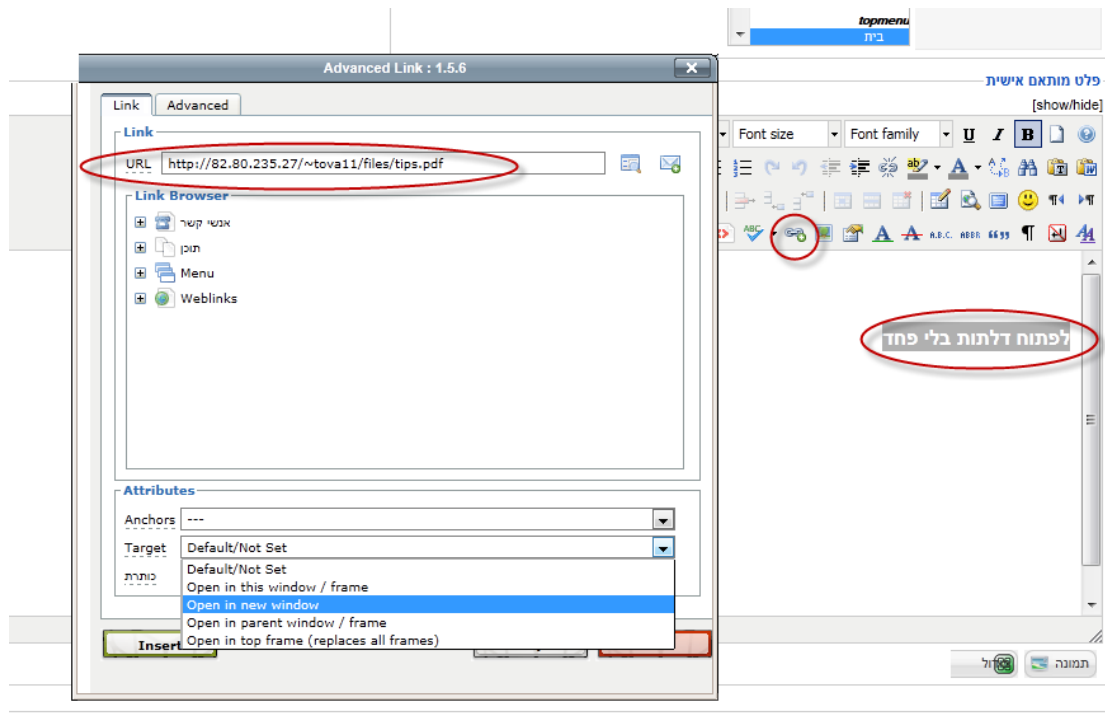 topmenu
בית
Advanced Link : 1.5.6
פלט מותאם אישית
[show/hide]
Link
Advanced
Font size
Font family
U
I
B
Link
URL
http://82.80.235.27/~tova11/files/tips.pdf
Link Browser
אנשי קשר
תוכן
Menu
Weblinks
ABC
A.B.C.
ABBR
לפתוח דלתות בלי פחד
Attributes
Anchors
---
Target
Default/Not Set
Default/Not Set
כותרת
Open in this window / frame
Open in new window
Open in parent window / frame
Open in top frame (replaces all frames)
Insert
תמונה